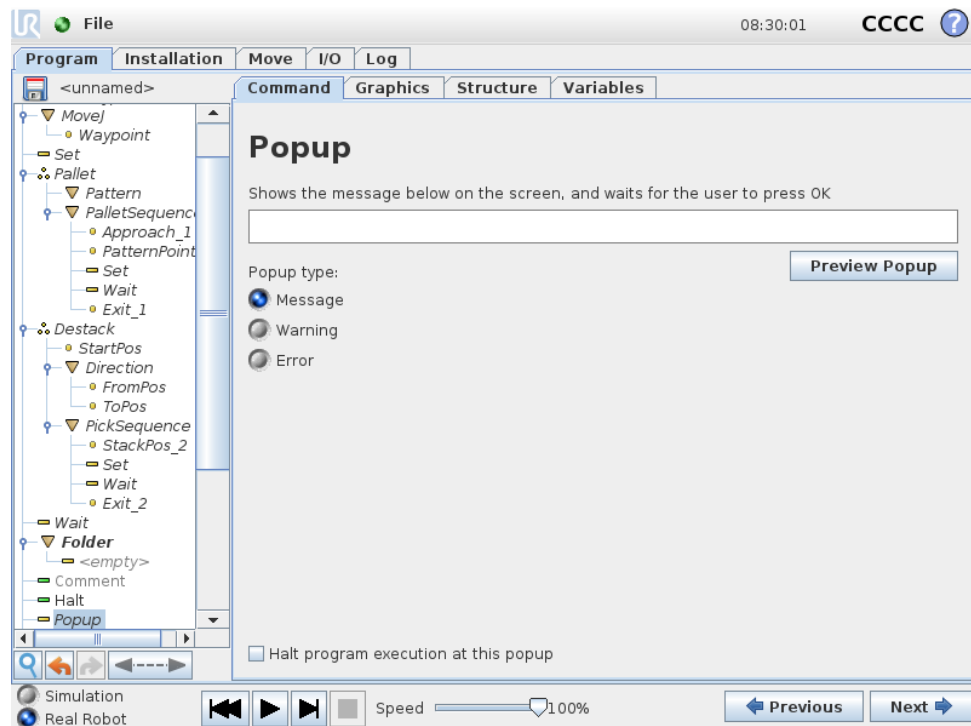 UR File 08:30:01 CCCC ?
Program Installation Move I/O Log
<unnamed>
Command Graphics Structure Variables
MoveJ
Waypoint
Set
Pallet
Pattern
PalletSequenc
Approach_1
PatternPoint
Set
Wait
Exit_1
Destack
StartPos
Direction
FromPos
ToPos
PickSequence
StackPos_2
Set
Wait
Exit_2
Wait
Folder
<empty>
Comment
Halt
Popup
Popup
Shows the message below on the screen, and waits for the user to press OK
Preview Popup
Popup type:
Message
Warning
Error
Halt program execution at this popup
Simulation
Real Robot
Speed 100%
Previous Next